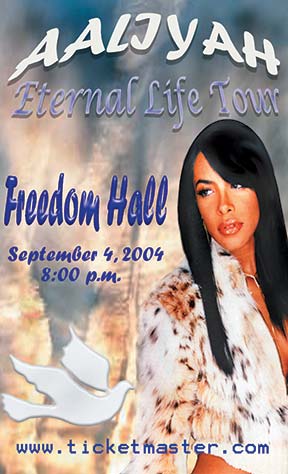 AALIYAH
Eternal Life Tour
Freedom Hall
September 4, 2004
8:00 p.m.
www.ticketmaster.com